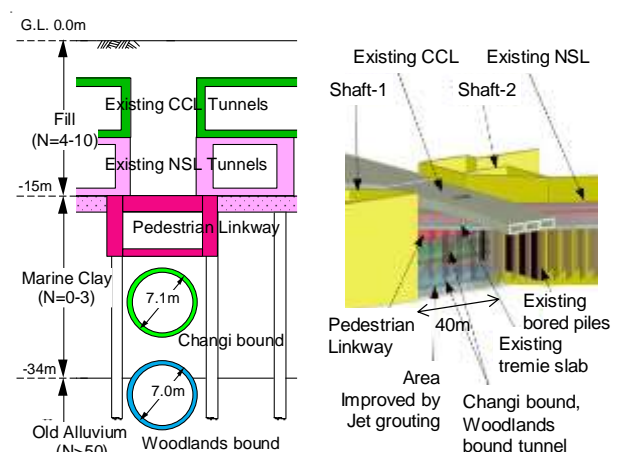 G.L. 0.0m
Existing CCL Tunnels
Fill
(N=4-10)
Existing NSL Tunnels
-15m
Pedestrian Linkway
Marine Clay
(N=0-3)
7.1m
Changi bound
-34m
7.0m
Old Alluvium
(N>50)
Woodlands bound
Existing CCL
Existing NSL
Shaft-1
Shaft-2
Pedestrian
Linkway
40m
Existing
bored piles
Existing
tremie slab
Area
Improved by
Jet grouting
Changi bound,
Woodlands
bound tunnel